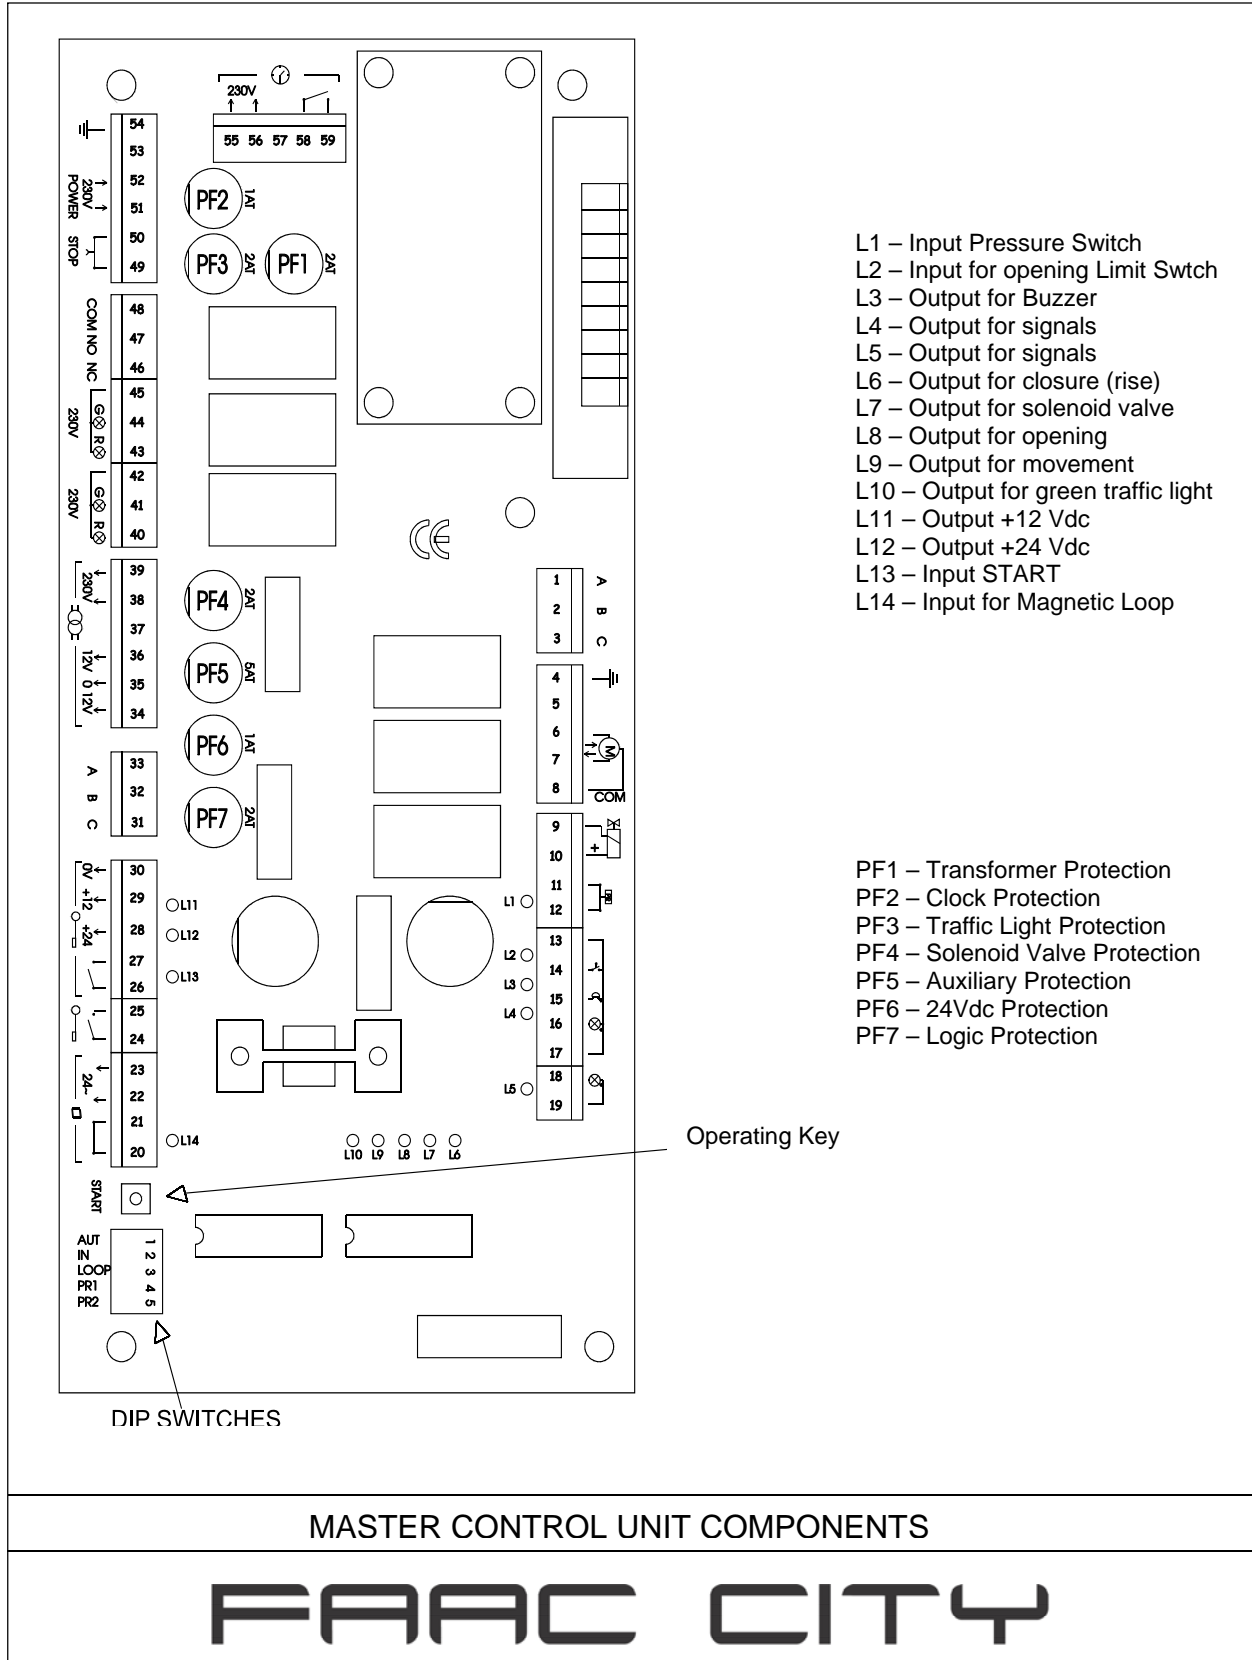 230V
55 56 57 58 59
54
53
52
51
50
49
230V
POWER
STOP
PF2 1AT
PF3 2AT
PF1 2AT
48
47
46
COM NO NC
45
44
43
230V
G R
42
41
40
230V
G R
CE
39
38
37
36
35
34
230V
12V 0 12V
PF4 2AT
PF5 5AT
PF6 1AT
PF7 2AT
33
32
31
A
B
C
30
29
28
27
26
25
24
23
22
21
20
0V +12 +24
24~
L11
L12
L13
L14
1 A
2 B
3 C
4
5
6
7
8
M
COM
9
10
+
11
12
13
14
15
16
17
18
19
L1
L2
L3
L4
L5
L10 L9 L8 L7 L6
START
AUT 1
IN 2
LOOP 3
PR1 4
PR2 5
DIP SWITCHES
Operating Key
L1 – Input Pressure Switch
L2 – Input for opening Limit Swtch
L3 – Output for Buzzer
L4 – Output for signals
L5 – Output for signals
L6 – Output for closure (rise)
L7 – Output for solenoid valve
L8 – Output for opening
L9 – Output for movement
L10 – Output for green traffic light
L11 – Output +12 Vdc
L12 – Output +24 Vdc
L13 – Input START
L14 – Input for Magnetic Loop
PF1 – Transformer Protection
PF2 – Clock Protection
PF3 – Traffic Light Protection
PF4 – Solenoid Valve Protection
PF5 – Auxiliary Protection
PF6 – 24Vdc Protection
PF7 – Logic Protection
MASTER CONTROL UNIT COMPONENTS
FAAC CITY